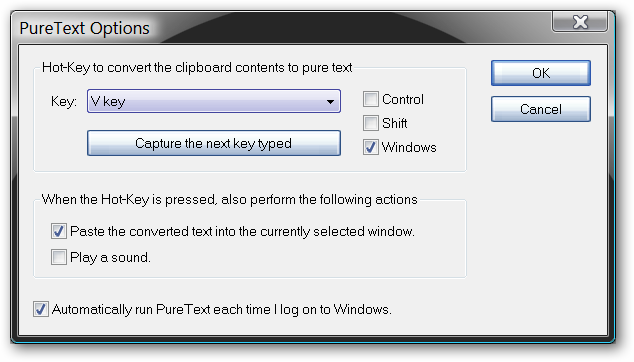 PureText Options
Hot-Key to convert the clipboard contents to pure text
Key: V key
Capture the next key typed
Control
Shift
Windows
OK
Cancel
When the Hot-Key is pressed, also perform the following actions
Paste the converted text into the currently selected window.
Play a sound.
Automatically run PureText each time I log on to Windows.